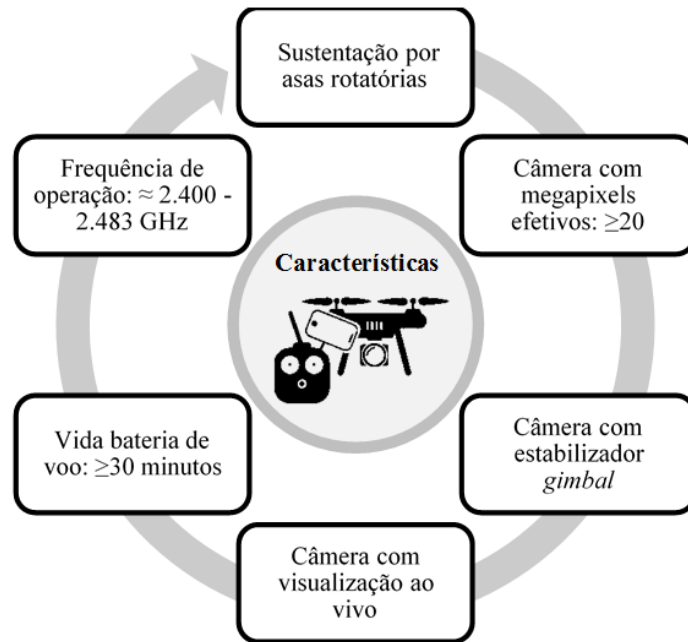 Sustentação por
asas rotatórias
Câmera com
megapixels
efetivos: ≥20
Câmera com
estabilizador
gimbal
Câmera com
visualização ao
vivo
Vida bateria de
voo: ≥30 minutos
Frequência de
operação: ≈ 2.400 -
2.483 GHz
Característícas